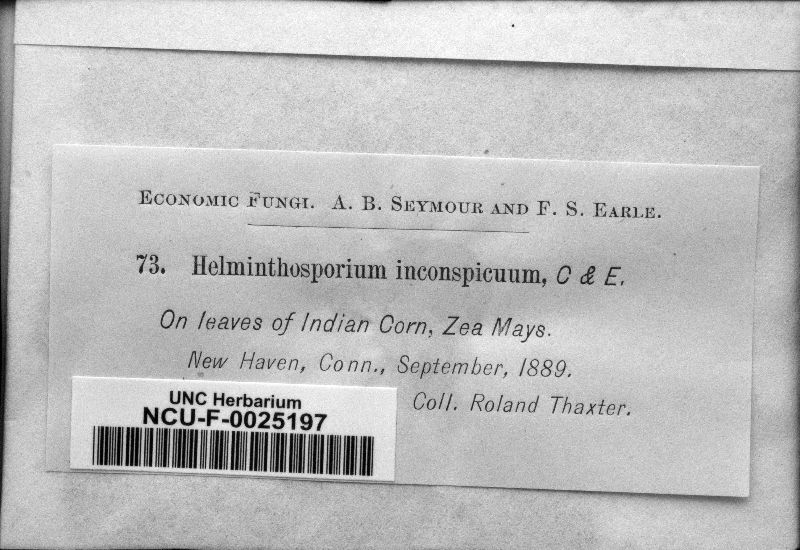 Economic Fungi. A. B. Seymour and F. S. Earle.
73. Helminthosporium inconspicuum, C & E.
On leaves of Indian Corn, Zea Mays.
New Haven, Conn., September, 1889.
Coll. Roland Thaxter.
UNC Herbarium
NCU-F-0025197